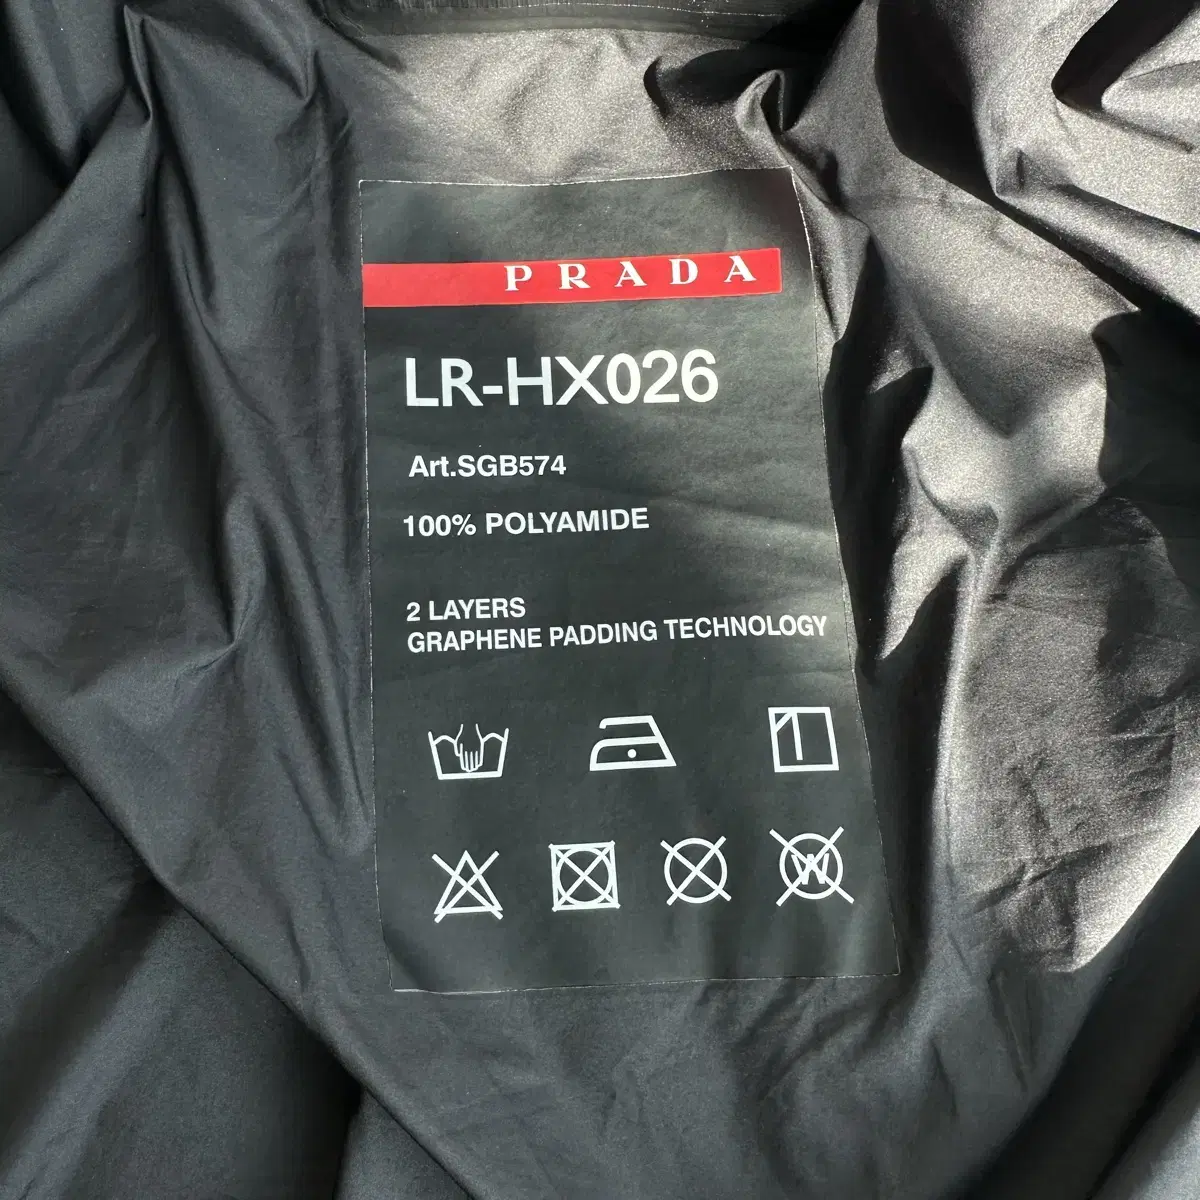 PRADA
LR-HX026
Art.SGB574
100% POLYAMIDE
2 LAYERS
GRAPHENE PADDING TECHNOLOGY
W